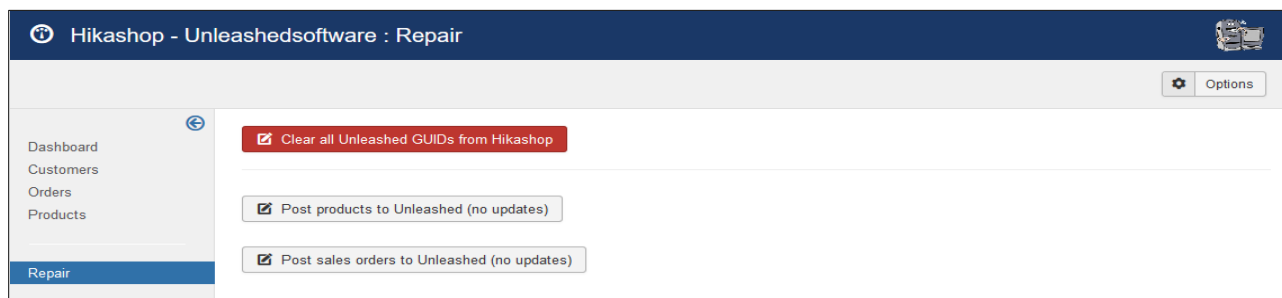 Hikashop - Unleashedsoftware : Repair
Options
Dashboard
Customers
Orders
Products
Repair
Clear all Unleashed GUIDs from Hikashop
Post products to Unleashed (no updates)
Post sales orders to Unleashed (no updates)